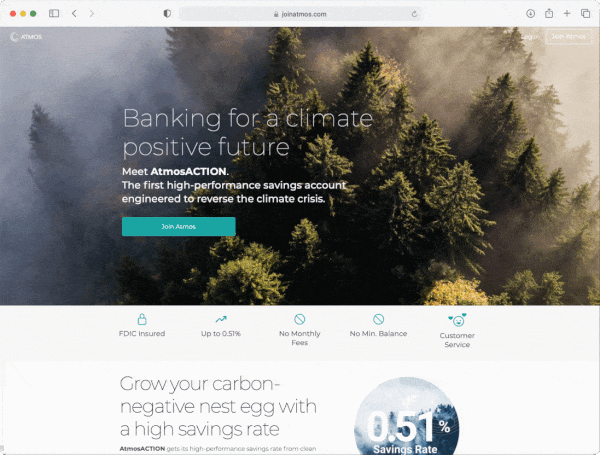 joinatmos.com
ATMOS
Log In
Join Atmos
Banking for a climate
positive future
Meet AtmosACTION.
The first high-performance savings account
engineered to reverse the climate crisis.
Join Atmos
FDIC Insured
Up to 0.51%
No Monthly
Fees
No Min. Balance
Customer
Service
Grow your carbon-
negative nest egg with
a high savings rate
AtmosACTION gets its high-performance savings rate from clean
0.51%
Savings Rate